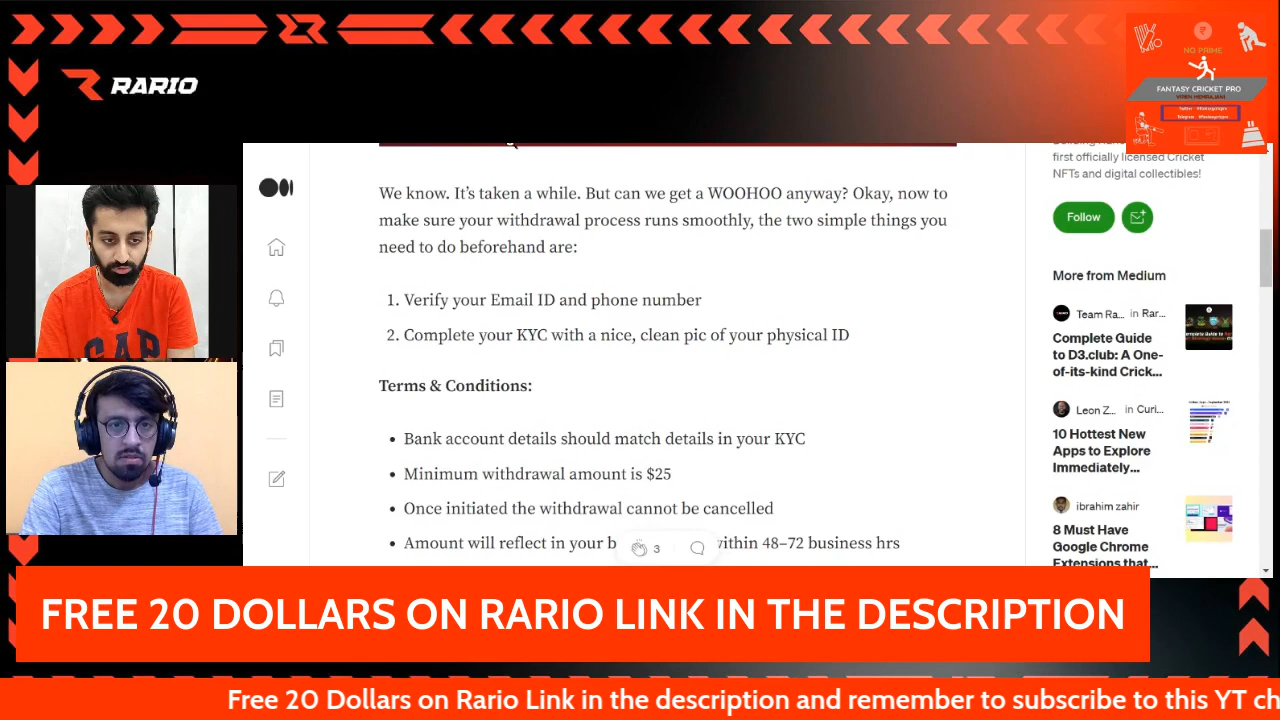 RARIO
NO PRIME
FANTASY CRICKET PRO
VIREN HEMRAJANI
We know. It's taken a while. But can we get a WOOHOO anyway? Okay, now to
make sure your withdrawal process runs smoothly, the two simple things you
need to do beforehand are:
1. Verify your Email ID and phone number
2. Complete your KYC with a nice, clean pic of your physical ID
Terms & Conditions:
• Bank account details should match details in your KYC
• Minimum withdrawal amount is $25
• Once initiated the withdrawal cannot be cancelled
• Amount will reflect in your b
within 48–72 business hrs
3
first officially licensed Cricket
NFTs and digital collectibles!
Follow
More from Medium
Team Ra... in Rar...
Complete Guide
to D3.club: A One-
of-its-kind Crick...
Leon Z... in Curi...
10 Hottest New
Apps to Explore
Immediately...
ibrahim zahir
8 Must Have
Google Chrome
Extensions that...
GAP
FREE 20 DOLLARS ON RARIO LINK IN THE DESCRIPTION
Free 20 Dollars on Rario Link in the description and remember to subscribe to this YT ch